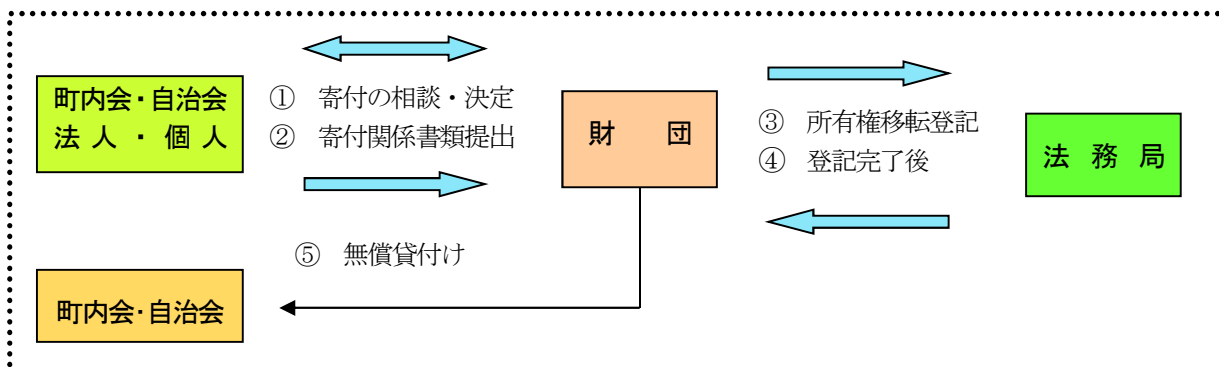 町内会・自治会
法人・個人
① 寄付の相談・決定
② 寄付関係書類提出
財団
③ 所有権移転登記
④ 登記完了後
法務局
⑤ 無償貸付け
町内会・自治会